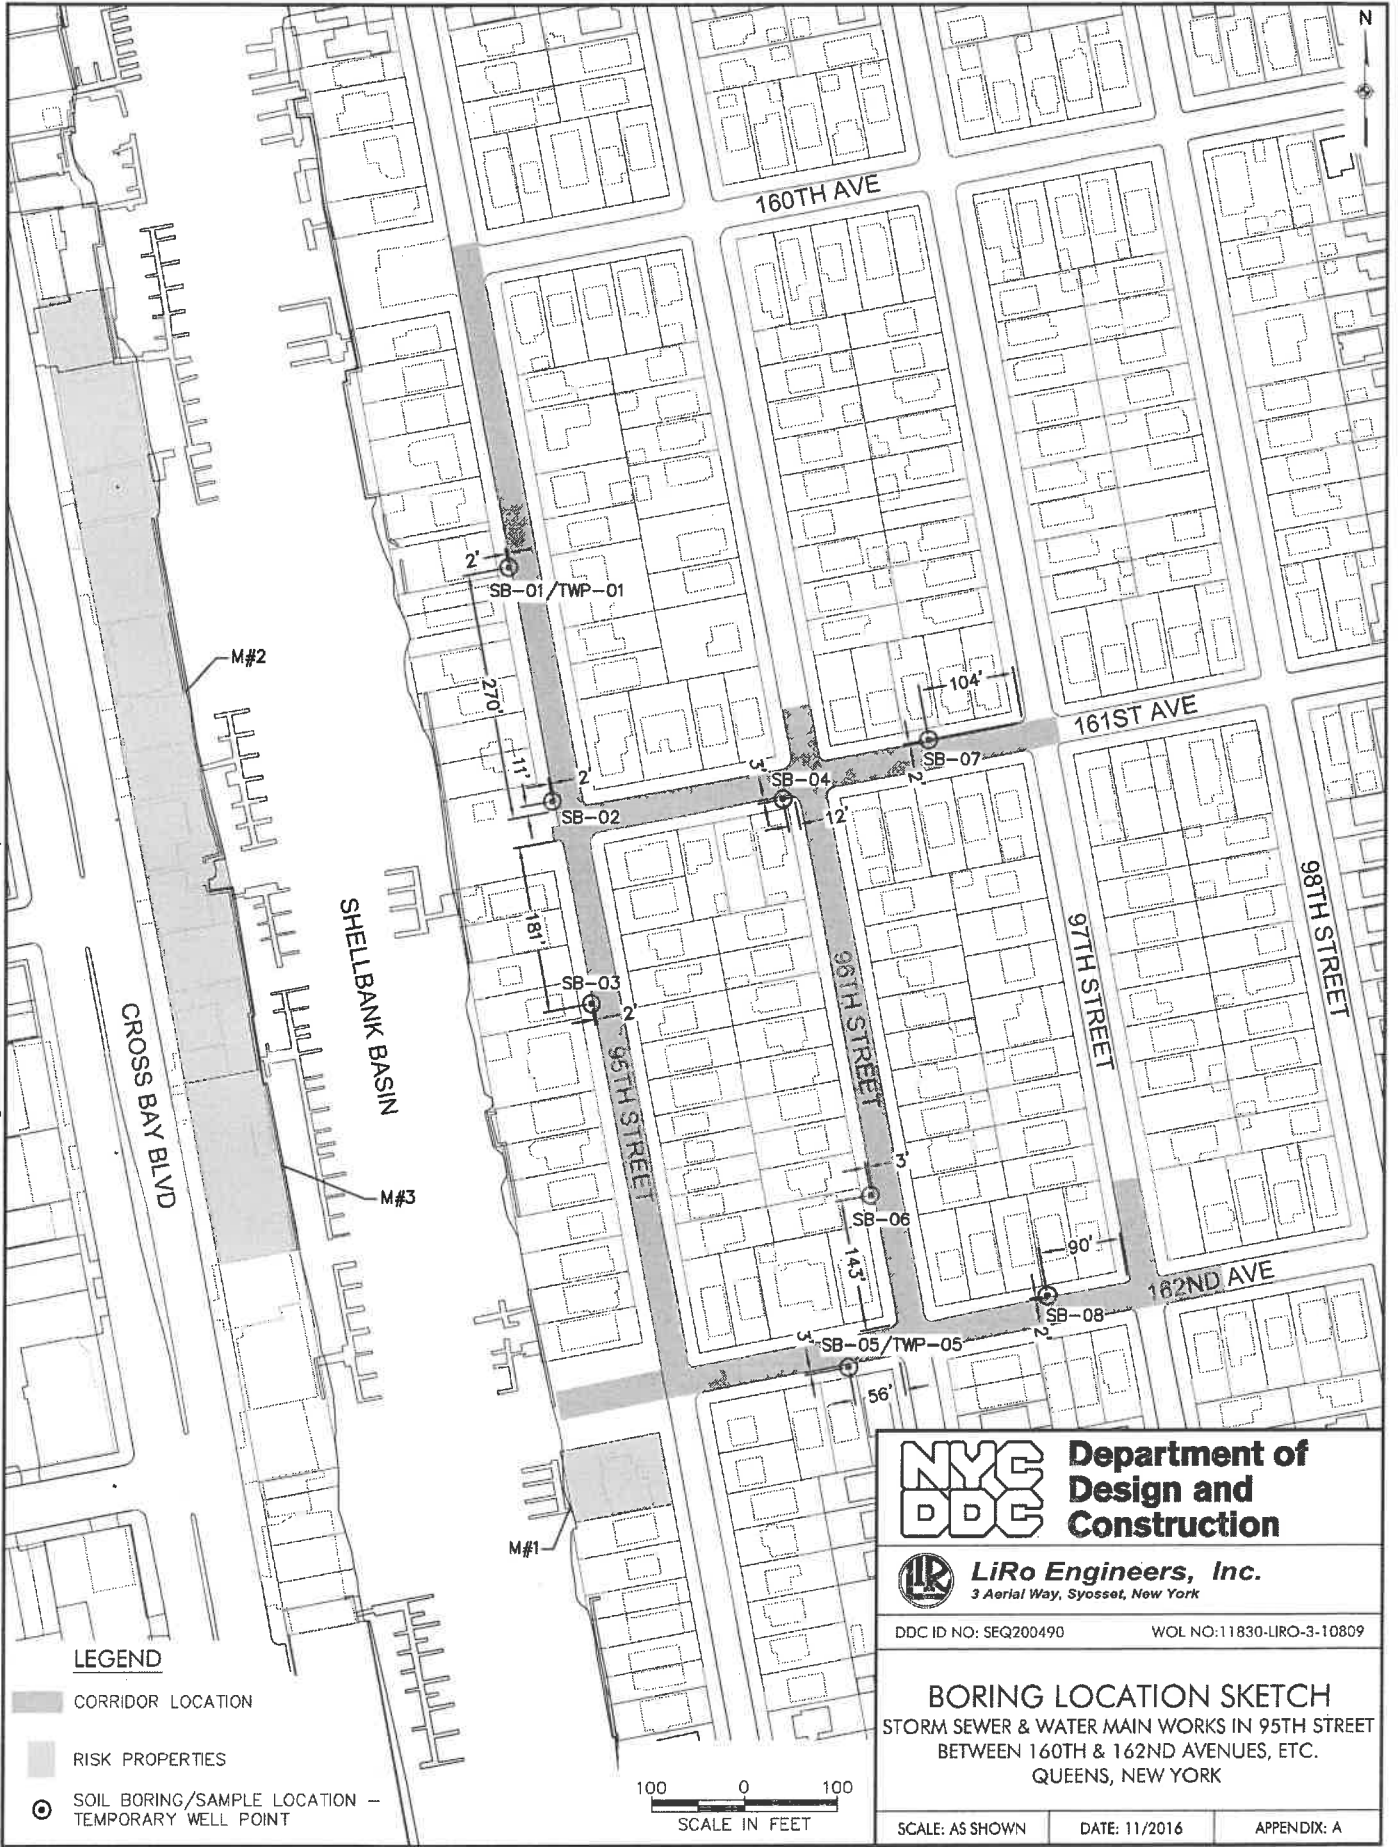 N
160TH AVE
2'
SB-01/TWP-01
M#2
270'
104'
161ST AVE
11'
2'
3'
SB-04
SB-07
2'
SB-02
12'
181'
SHELLBANK BASIN
98TH STREET
97TH STREET
96TH STREET
SB-03
2'
CROSS BAY BLVD
95TH STREET
M#3
3'
SB-06
143'
90'
162ND AVE
SB-08
2'
3'
SB-05/TWP-05
56'
M#1
NYC
DDC
Department of
Design and
Construction
LiRo Engineers, Inc.
3 Aerial Way, Syosset, New York
DDC ID NO: SEQ200490
WOL NO:11830-LIRO-3-10809
LEGEND
CORRIDOR LOCATION
RISK PROPERTIES
SOIL BORING/SAMPLE LOCATION –
TEMPORARY WELL POINT
100 0 100
SCALE IN FEET
BORING LOCATION SKETCH
STORM SEWER & WATER MAIN WORKS IN 95TH STREET
BETWEEN 160TH & 162ND AVENUES, ETC.
QUEENS, NEW YORK
SCALE: AS SHOWN
DATE: 11/2016
APPENDIX: A